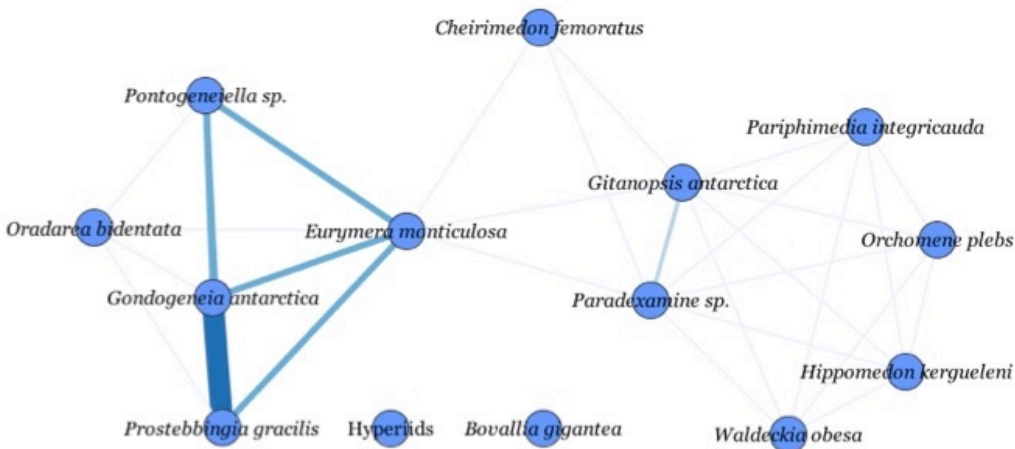 Cheirimedon femoratus
Pontogeneiella sp.
Pariphimedia integricauda
Gitanopsis antarctica
Oradarea bidentata
Eurymera monticulosa
Orchomene plebs
Gondogeneia antarctica
Paradexamine sp.
Hippomedon kergueleni
Prostebbingia gracilis
Hyperiids
Bovallia gigantea
Waldeckia obesa